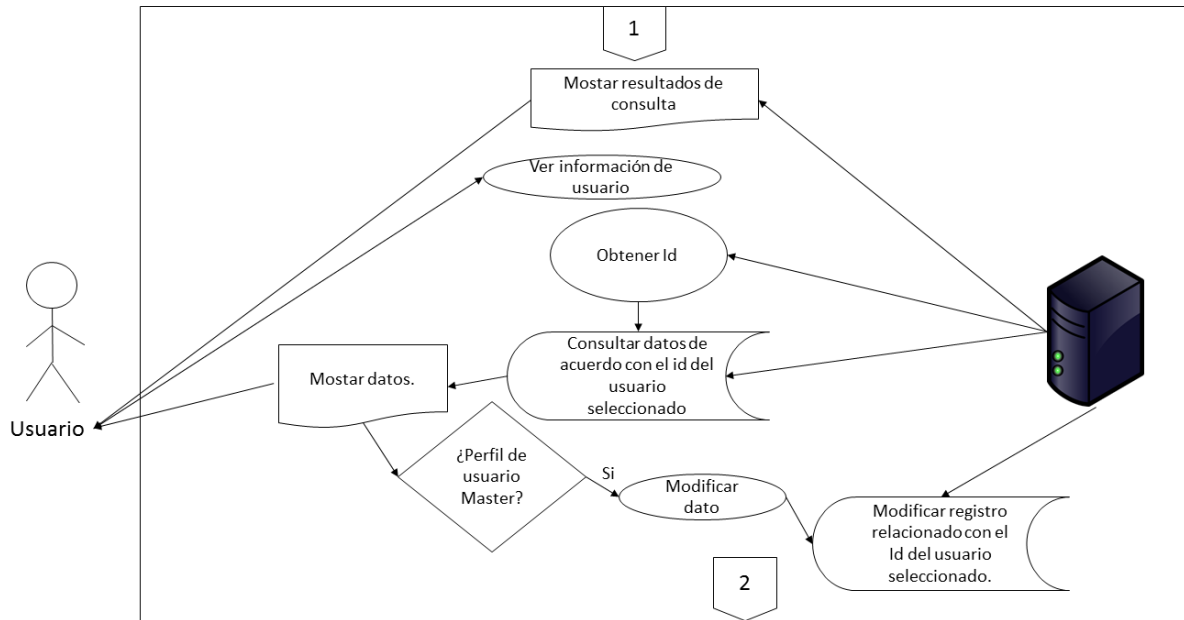 1
Mostar resultados de
consulta
Ver información de
usuario
Obtener Id
Consultar datos de
acuerdo con el id del
usuario
seleccionado
Mostar datos.
Usuario
¿Perfil de
usuario
Master?
Si
Modificar
dato
Modificar registro
relacionado con el
Id del usuario
seleccionado.
2